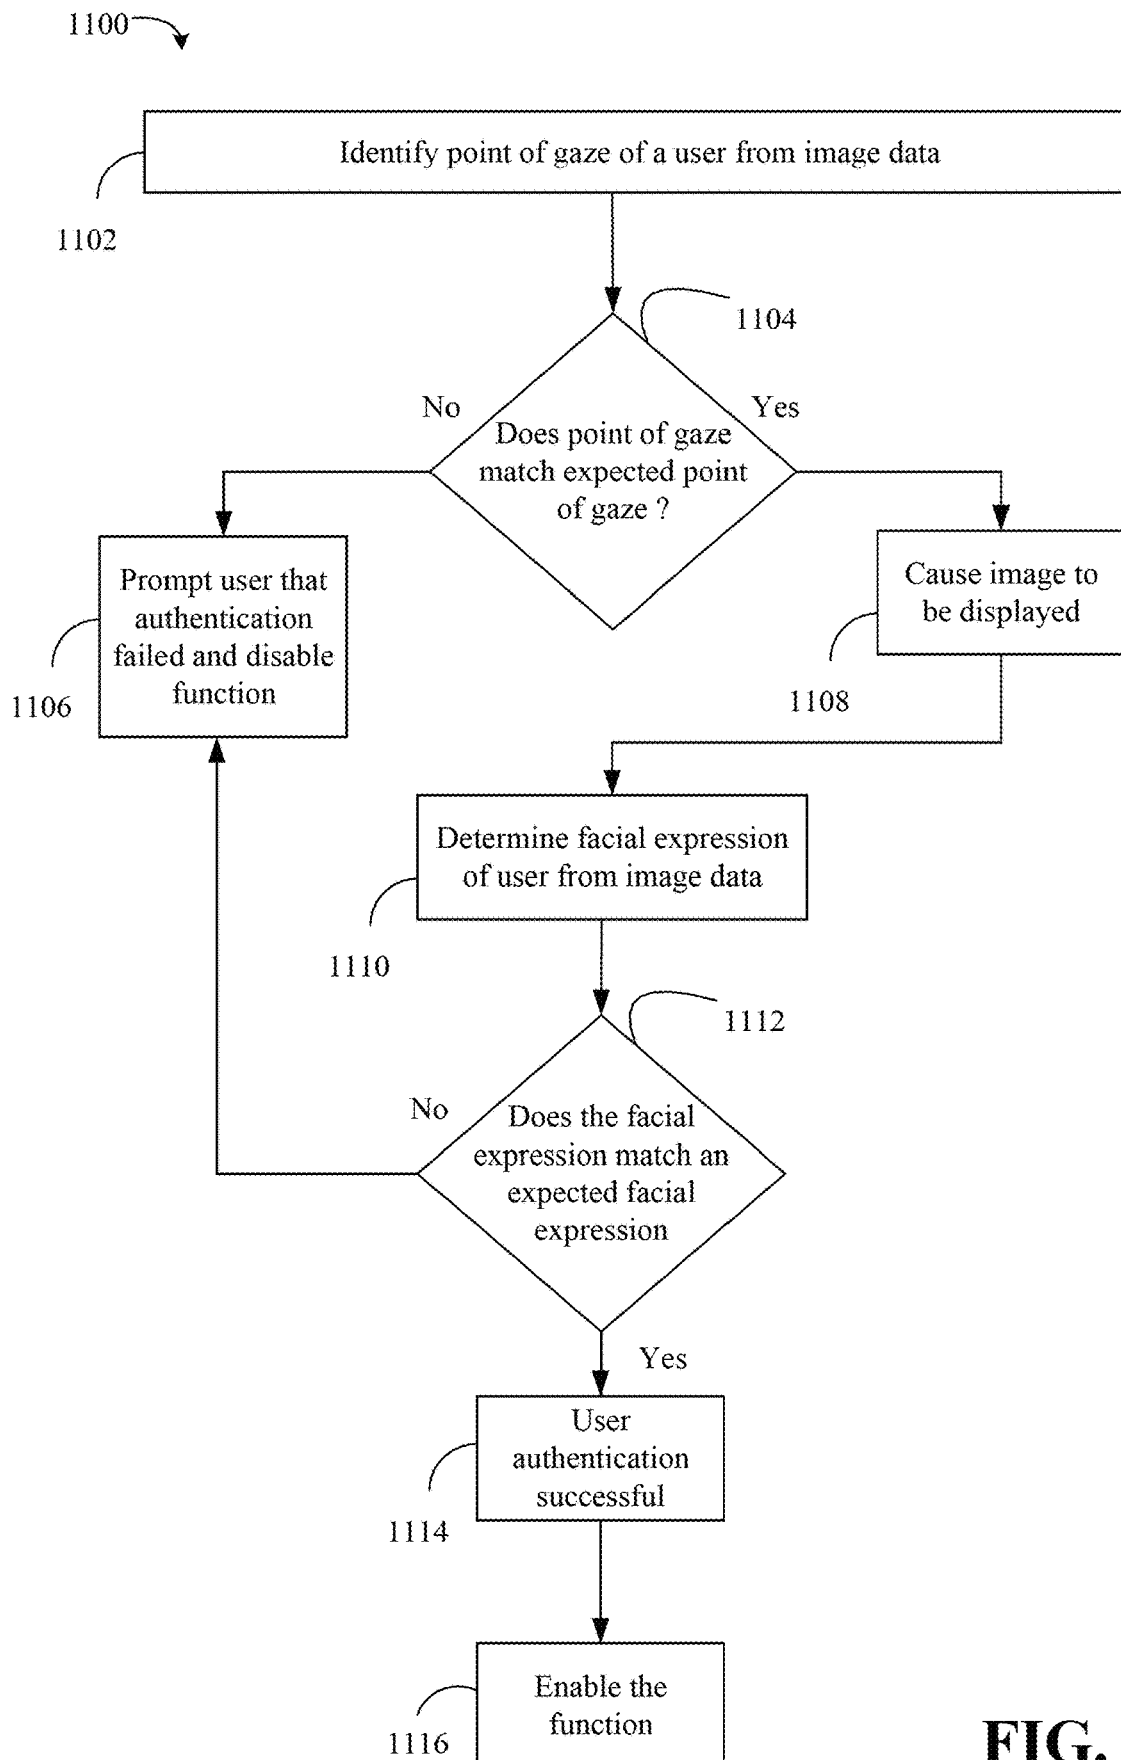 1100
Identify point of gaze of a user from image data
1102
1104
No
Yes
Does point of gaze
match expected point
of gaze ?
Prompt user that
authentication
failed and disable
function
1106
Cause image to
be displayed
1108
Determine facial expression
of user from image data
1110
1112
No
Does the facial
expression match an
expected facial
expression
Yes
User
authentication
successful
1114
Enable the
function
1116
FIG.